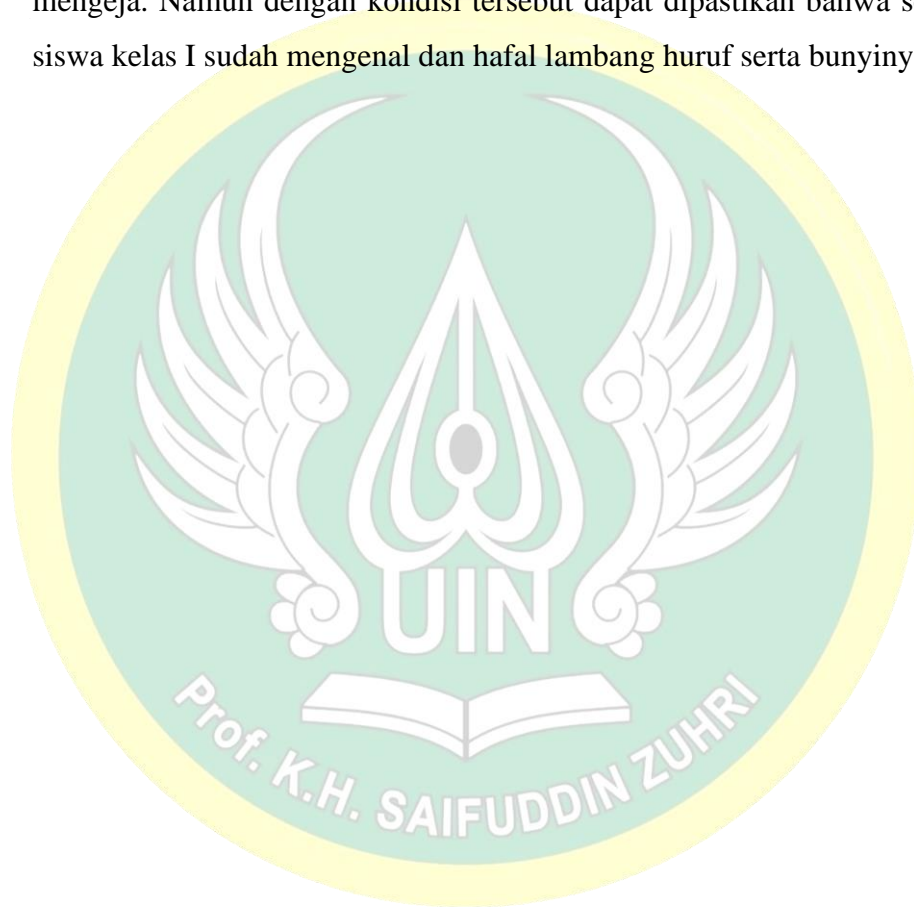 mengeja. Namun dengan kondisi tersebut dapat dipastikan bahwa s
siswa kelas I sudah mengenal dan hafal lambang huruf serta bunyiny
UIN
Prof. K.H. SAIFUDDIN ZUHRI